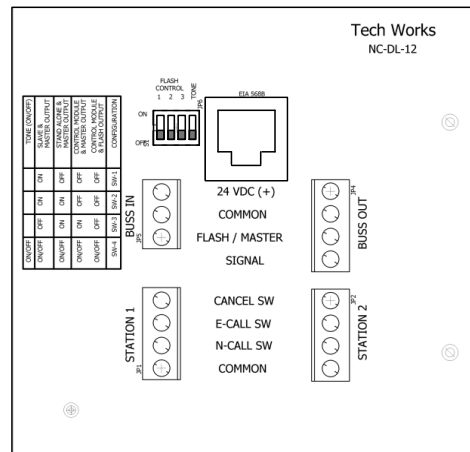 Tech Works
NC-DL-12
FLASH
CONTROL
1 2 3 TONE
ON
OFF
S1
JP6
EIA 568B
CONFIGURATION SW-1 SW-2 SW-3 SW-4
CONTROL MODULE
& FLASH OUTPUT
OFF OFF OFF ON/OFF
CONTROL MODULE
& MASTER OUTPUT
OFF OFF ON ON/OFF
STAND ALONE &
MASTER OUTPUT
OFF ON ON ON/OFF
SLAVE &
MASTER OUTPUT
ON ON OFF ON/OFF
TONE (ON/OFF) ON/OFF
BUSS IN
JP5
24 VDC (+)
COMMON
FLASH / MASTER
SIGNAL
JP4
BUSS OUT
STATION 1
JP1
CANCEL SW
E-CALL SW
N-CALL SW
COMMON
JP2
STATION 2